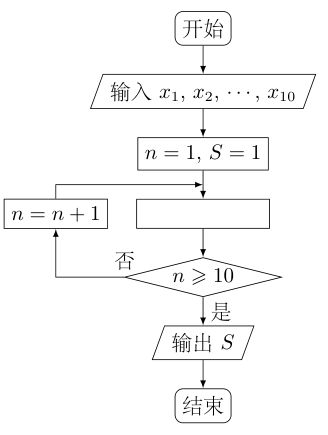 开始
输入 x₁, x₂, ⋯, x₁₀
n = 1, S = 1
n = n + 1
否
n ⩾ 10
是
输出 S
结束